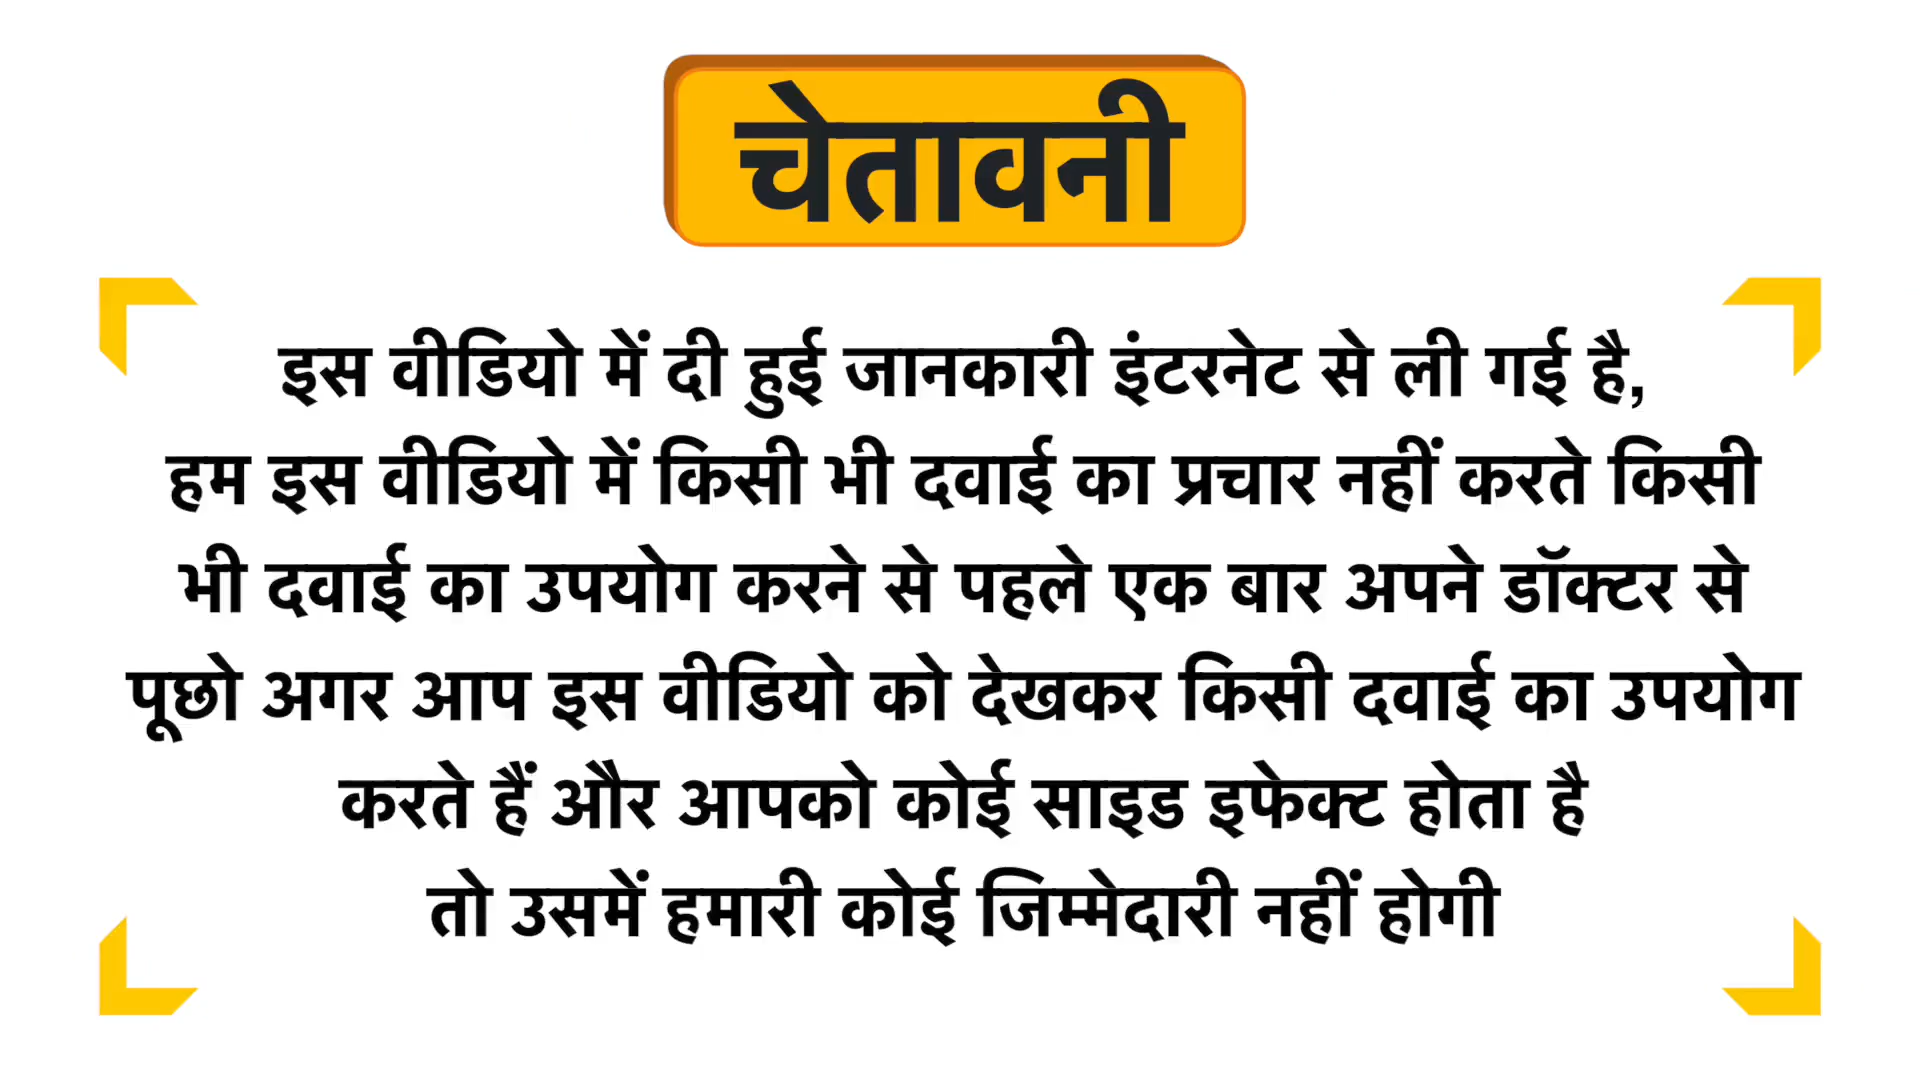 चेतावनी
इस वीडियो में दी हुई जानकारी इंटरनेट से ली गई है,
हम इस वीडियो में किसी भी दवाई का प्रचार नहीं करते किसी
भी दवाई का उपयोग करने से पहले एक बार अपने डॉक्टर से
पूछो अगर आप इस वीडियो को देखकर किसी दवाई का उपयोग
करते हैं और आपको कोई साइड इफेक्ट होता है
तो उसमें हमारी कोई जिम्मेदारी नहीं होगी